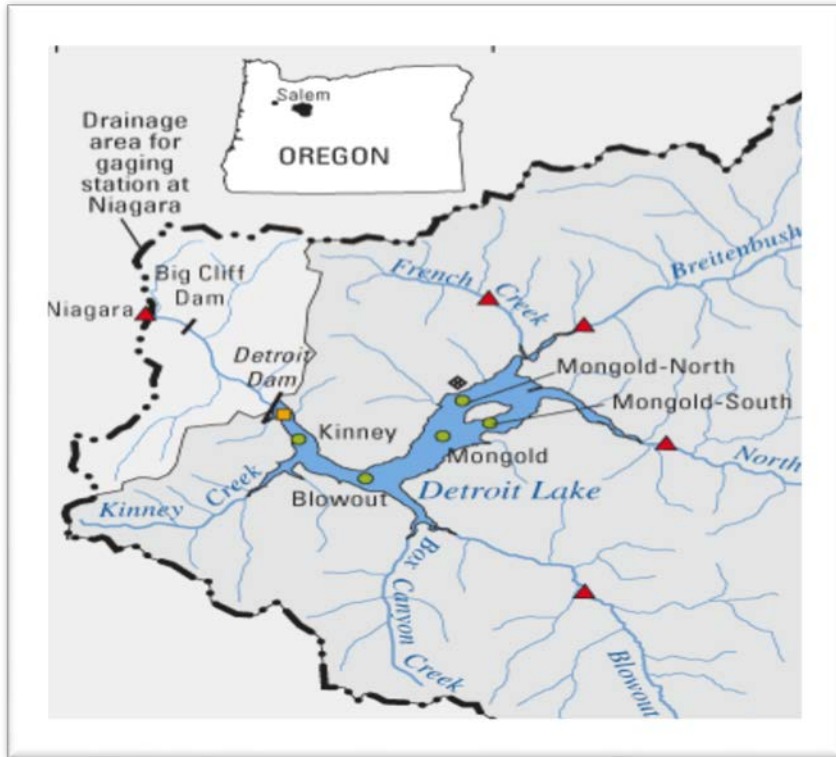 Salem
OREGON
Drainage
area for
gaging
station at
Niagara
Big Cliff
Dam
Niagara
French Creek
Breitenbush
Detroit
Dam
Mongold-North
Mongold-South
Kinney
Mongold
North
Blowout
Detroit Lake
Kinney Creek
Box Canyon Creek
Blowout